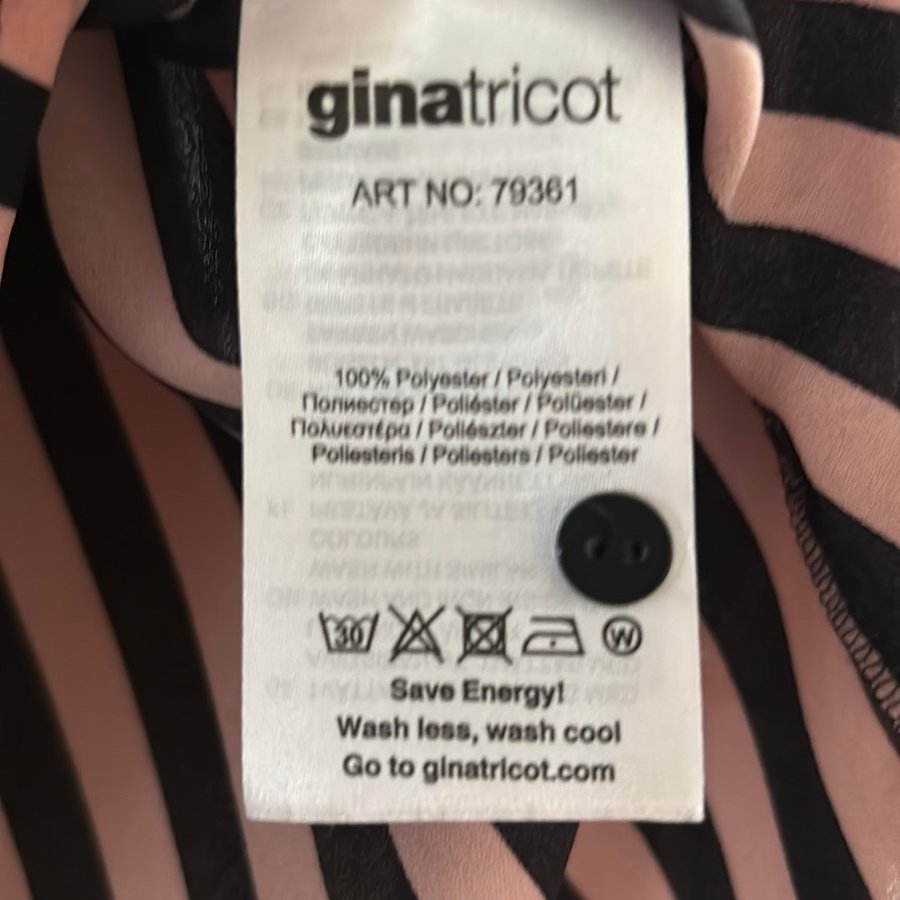 ginatricot
ART NO: 79361
100% Polyester / Polyesteri /
Полиестер / Poliéster / Polüester /
Πολυεστέρα / Poliészter / Poliestere /
Poliesteris / Poliesters / Poliester
30 W
Save Energy!
Wash less, wash cool
Go to ginatricot.com